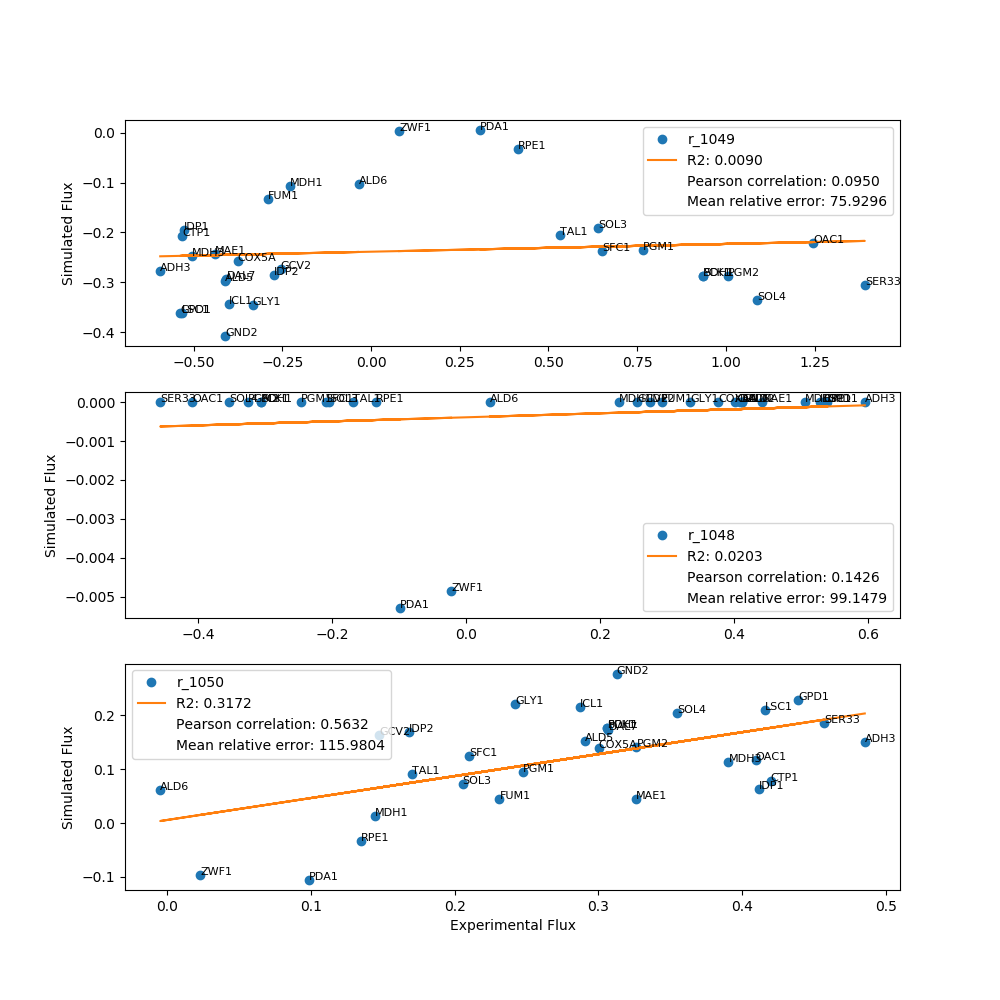 r_1049
R2: 0.0090
Pearson correlation: 0.0950
Mean relative error: 75.9296
Simulated Flux
0.0
−0.1
−0.2
−0.3
−0.4
ZWF1
PDA1
RPE1
MDH1
ALD6
FUM1
IDP1
CTP1
TAL1
SOL3
OAC1
MAE1
COX5A
SFC1
PGM1
ADH3
GCV2
IDP2
DAL7
ALD5
PGM2
SER33
ICL1
GLY1
SOL4
GND2
−0.50
−0.25
0.00
0.25
0.50
0.75
1.00
1.25
r_1048
R2: 0.0203
Pearson correlation: 0.1426
Mean relative error: 99.1479
Simulated Flux
0.000
−0.001
−0.002
−0.003
−0.004
−0.005
SER33
OAC1
TAL1
RPE1
ALD6
GLY1
MAE1
ADH3
ZWF1
PDA1
−0.4
−0.2
0.0
0.2
0.4
0.6
r_1050
R2: 0.3172
Pearson correlation: 0.5632
Mean relative error: 115.9804
Simulated Flux
0.2
0.1
0.0
−0.1
GND2
GLY1
ICL1
GPD1
LSC1
SOL4
SER33
GCV2
IDP2
ALD5
ADH3
COX5A
PGM2
SFC1
OAC1
MDH3
TAL1
PGM1
SOL3
CTP1
IDP1
ALD6
FUM1
MAE1
MDH1
RPE1
ZWF1
PDA1
0.0
0.1
0.2
0.3
0.4
0.5
Experimental Flux